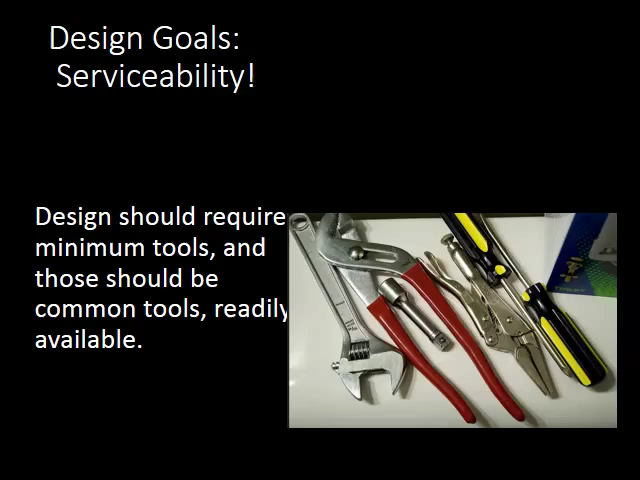 Design Goals:
Serviceability!
Design should require
minimum tools, and
those should be
common tools, readily
available.